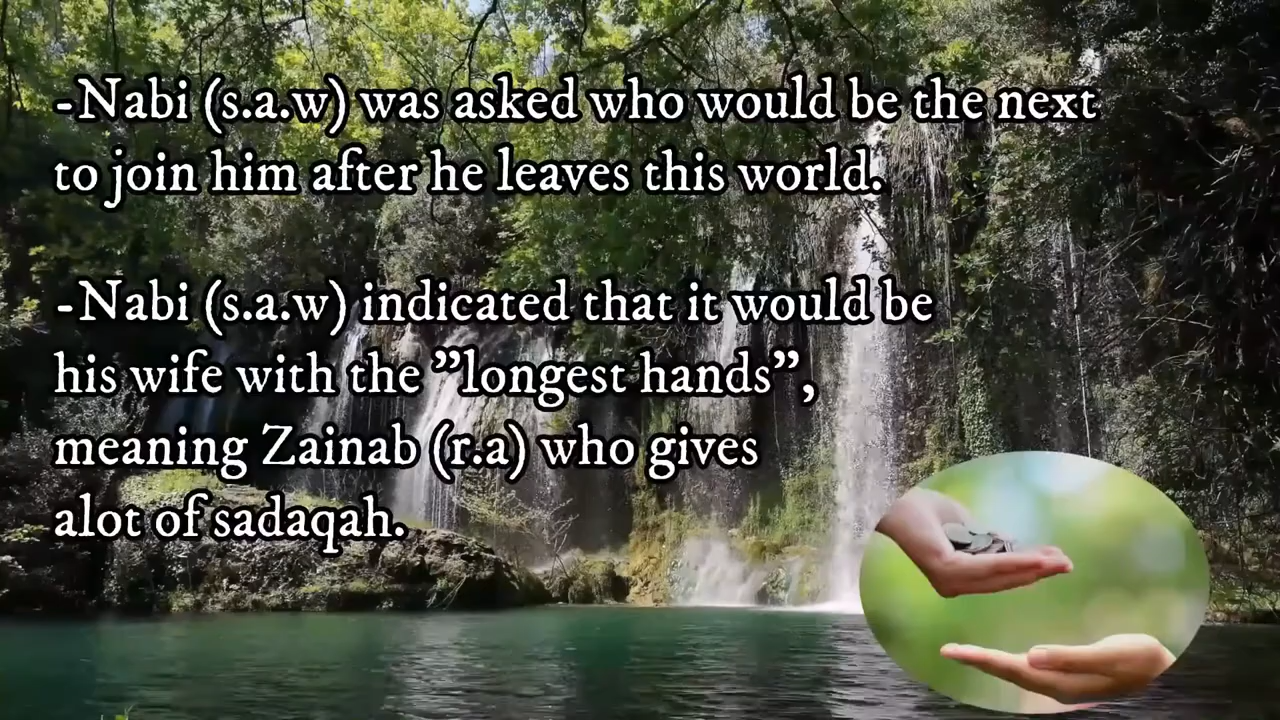 -Nabi (s.a.w) was asked who would be the next
to join him after he leaves this world.
-Nabi (s.a.w) indicated that it would be
his wife with the ”longest hands”,
meaning Zainab (r.a) who gives
alot of sadaqah.